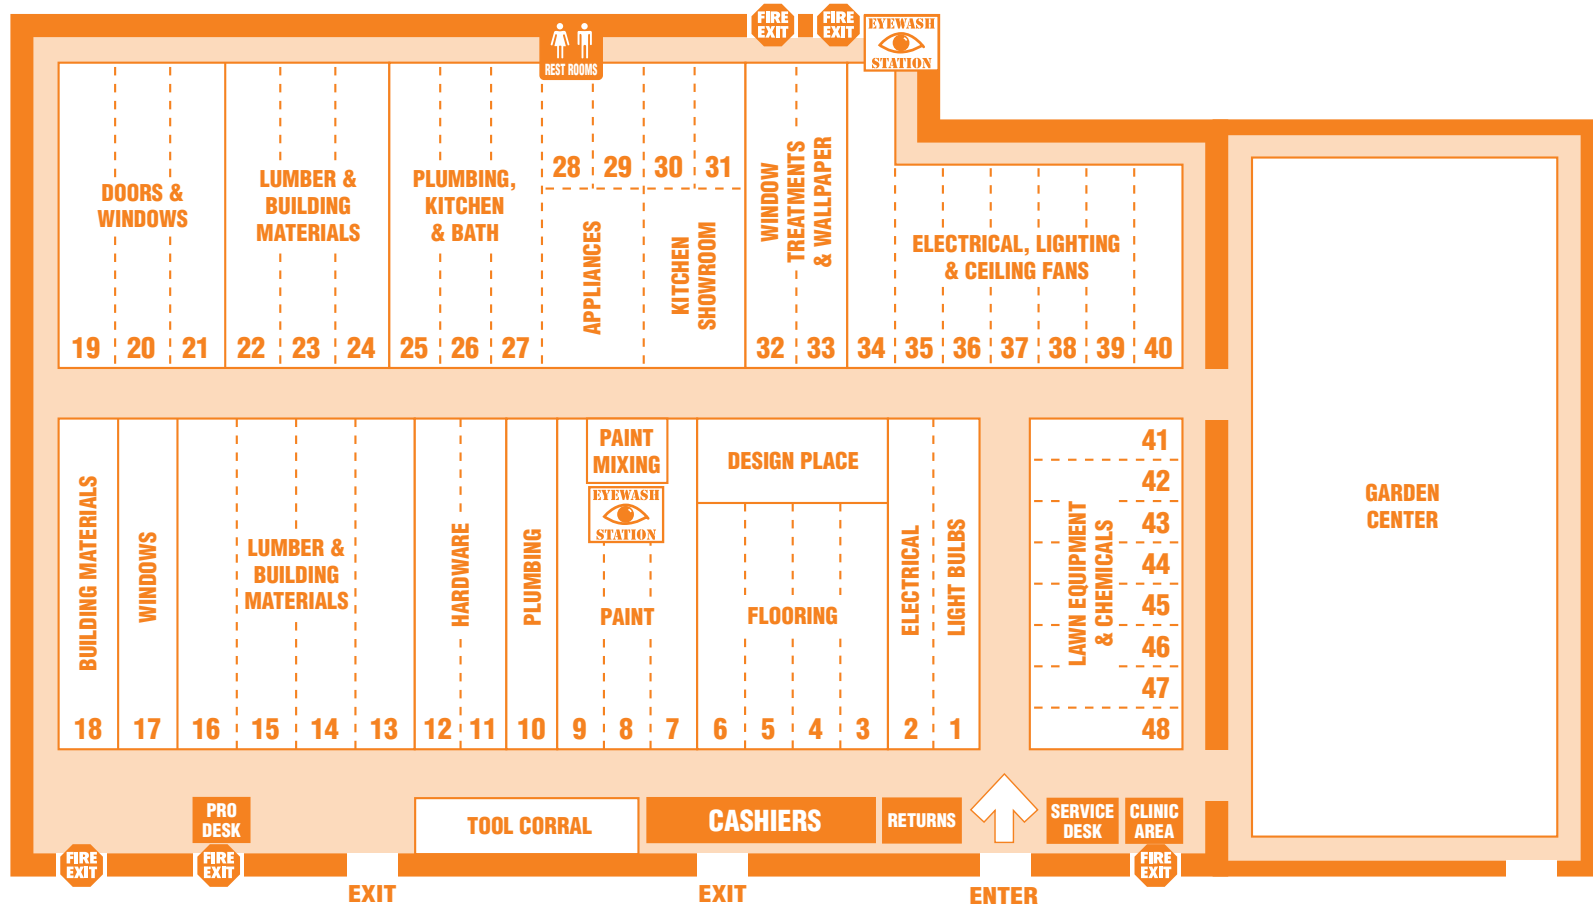 FIRE
EXIT
FIRE
EXIT
EYEWASH
STATION
REST ROOMS
DOORS &
WINDOWS
LUMBER &
BUILDING
MATERIALS
PLUMBING,
KITCHEN
& BATH
28 29 30 31
APPLIANCES
KITCHEN
SHOWROOM
WINDOW
TREATMENTS
& WALLPAPER
ELECTRICAL, LIGHTING
& CEILING FANS
19 20 21 22 23 24 25 26 27 32 33 34 35 36 37 38 39 40
BUILDING MATERIALS
WINDOWS
LUMBER &
BUILDING
MATERIALS
HARDWARE
PLUMBING
PAINT
MIXING
EYEWASH
STATION
PAINT
DESIGN PLACE
FLOORING
ELECTRICAL
LIGHT BULBS
18 17 16 15 14 13 12 11 10 9 8 7 6 5 4 3 2 1
LAWN EQUIPMENT
& CHEMICALS
41
42
43
44
45
46
47
48
GARDEN
CENTER
PRO
DESK
TOOL CORRAL
CASHIERS
RETURNS
SERVICE
DESK
CLINIC
AREA
FIRE
EXIT
FIRE
EXIT
FIRE
EXIT
EXIT
EXIT
ENTER